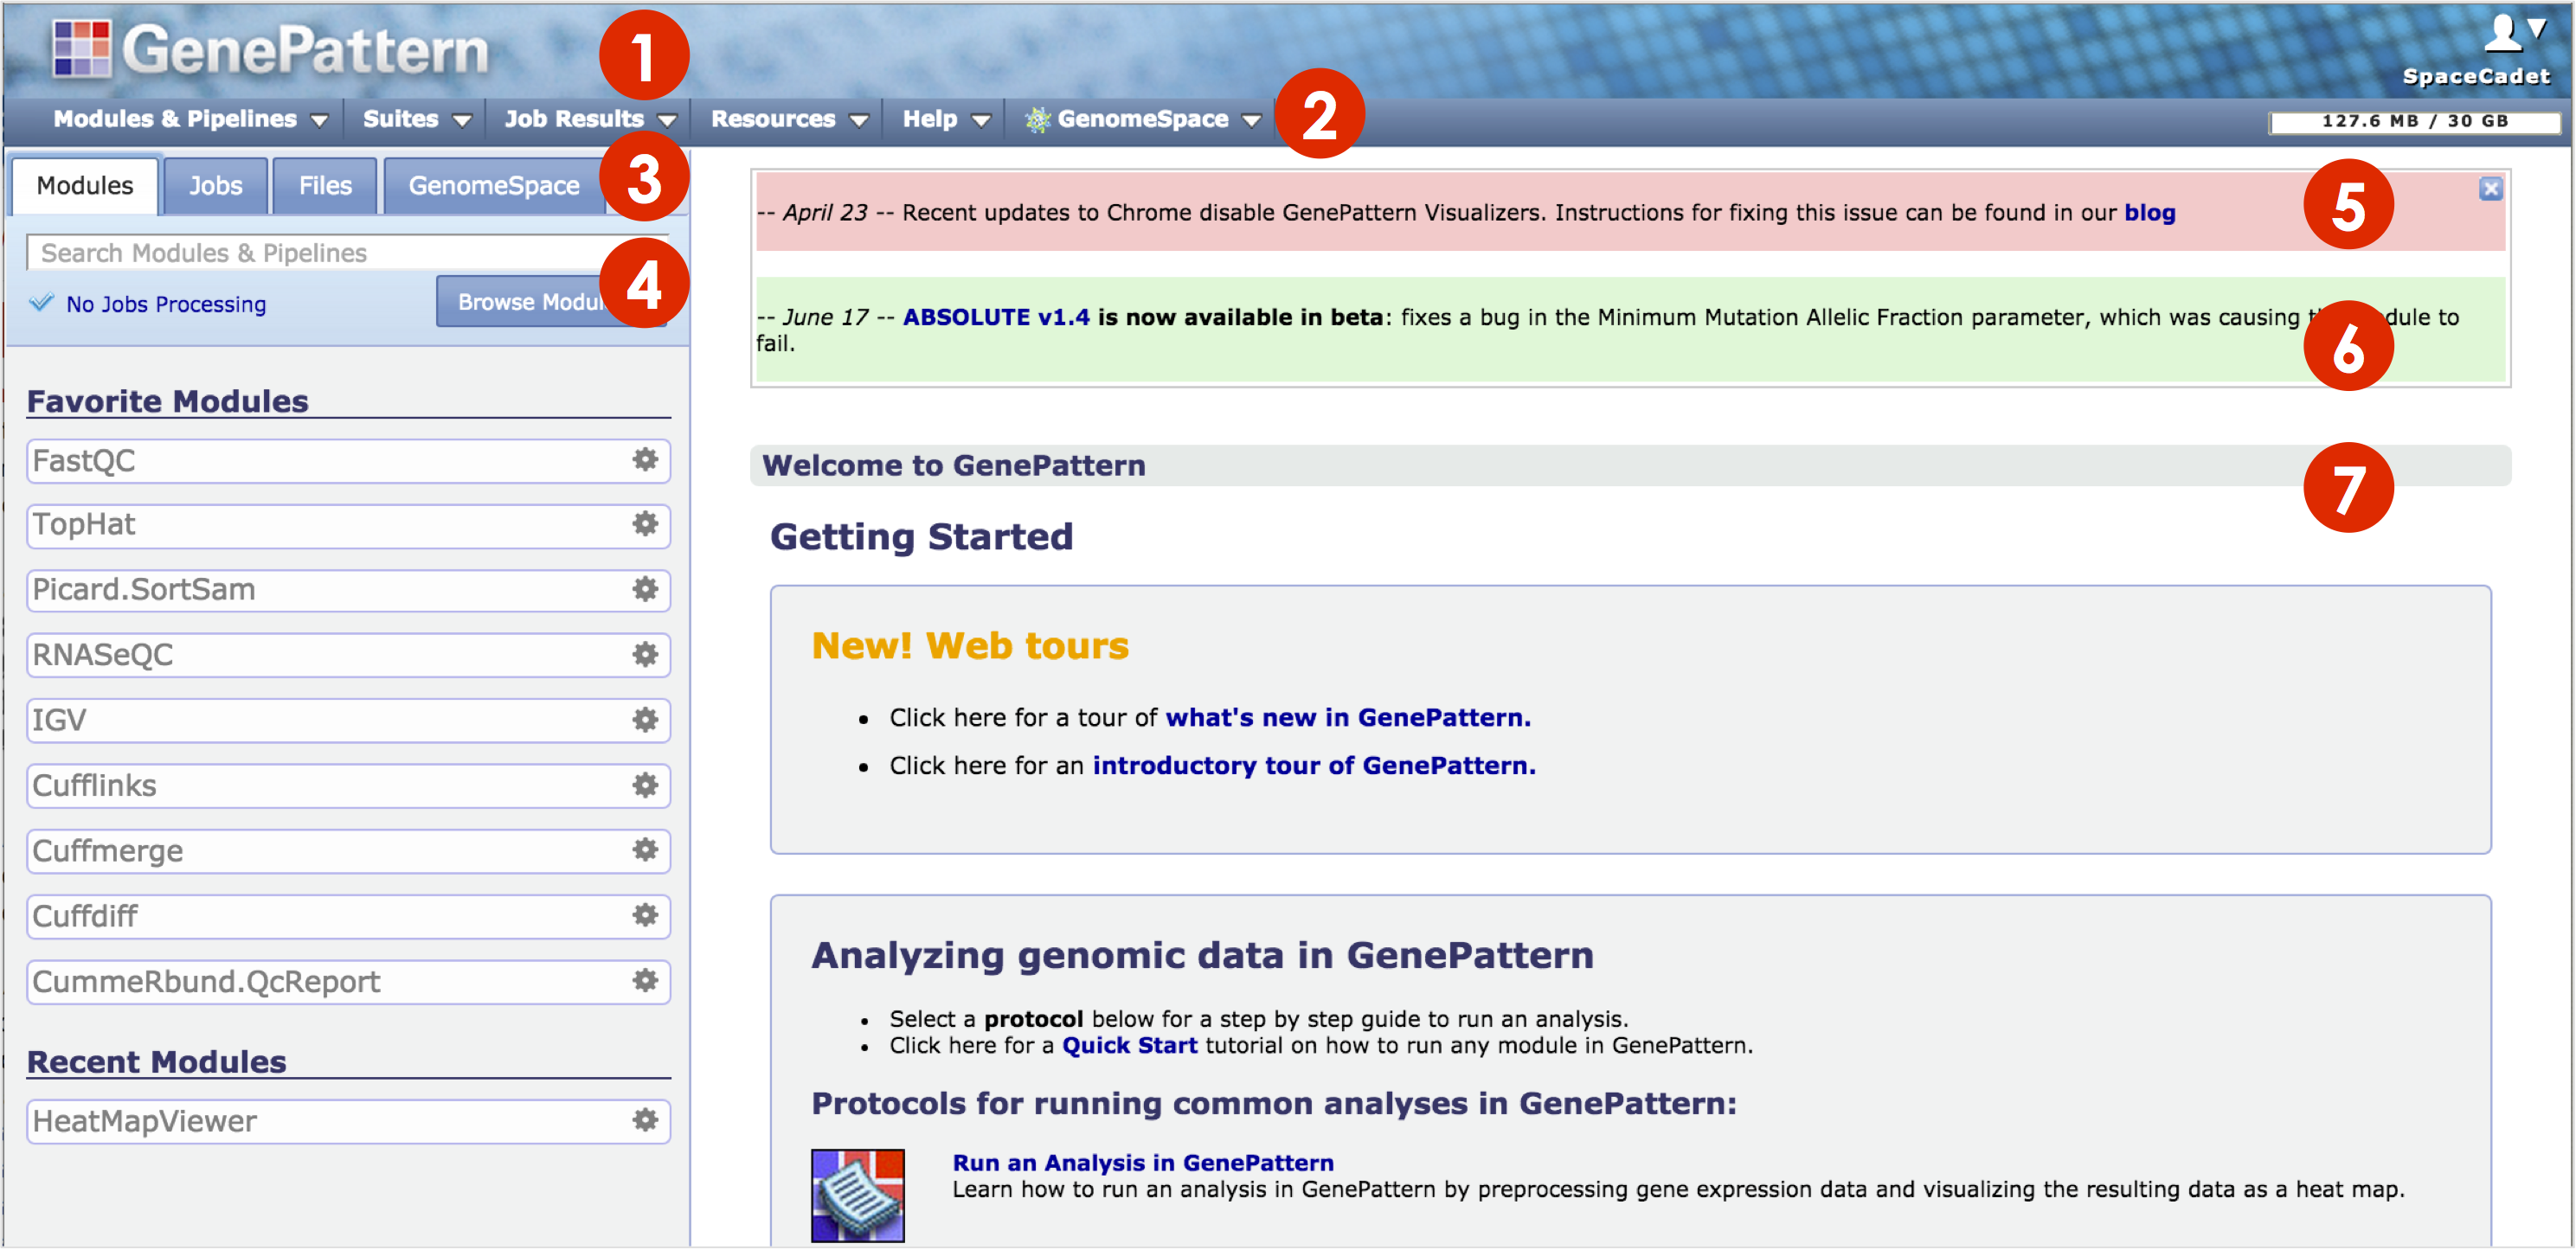 GenePattern
1
SpaceCadet
Modules & Pipelines
Suites
Job Results
Resources
Help
GenomeSpace
2
127.6 MB / 30 GB
Modules
Jobs
Files
GenomeSpace
3
Search Modules & Pipelines
No Jobs Processing
Browse Modul
4
Favorite Modules
FastQC
TopHat
Picard.SortSam
RNASeQC
IGV
Cufflinks
Cuffmerge
Cuffdiff
CummeRbund.QcReport
Recent Modules
HeatMapViewer
-- April 23 -- Recent updates to Chrome disable GenePattern Visualizers. Instructions for fixing this issue can be found in our blog
5
-- June 17 -- ABSOLUTE v1.4 is now available in beta: fixes a bug in the Minimum Mutation Allelic Fraction parameter, which was causing dule to
fail.
6
Welcome to GenePattern
7
Getting Started
New! Web tours
• Click here for a tour of what's new in GenePattern.
• Click here for an introductory tour of GenePattern.
Analyzing genomic data in GenePattern
• Select a protocol below for a step by step guide to run an analysis.
• Click here for a Quick Start tutorial on how to run any module in GenePattern.
Protocols for running common analyses in GenePattern:
Run an Analysis in GenePattern
Learn how to run an analysis in GenePattern by preprocessing gene expression data and visualizing the resulting data as a heat map.